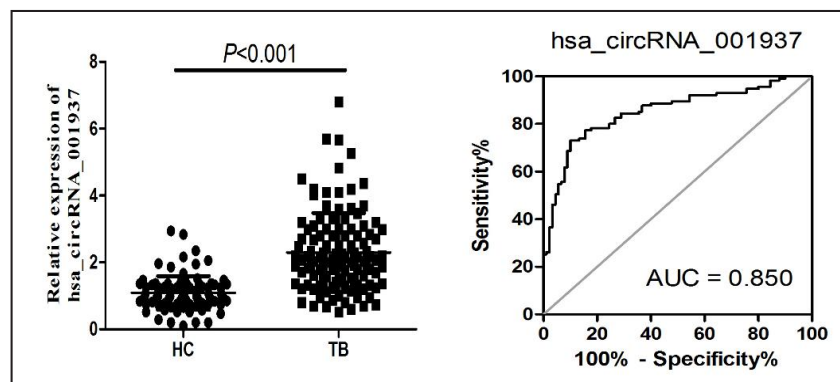 P<0.001
Relative expression of
hsa_circRNA_001937
8
6
4
2
0
HC
TB
hsa_circRNA_001937
Sensitivity%
100
80
60
40
20
0
AUC = 0.850
0
20
40
60
80
100
100% - Specificity%